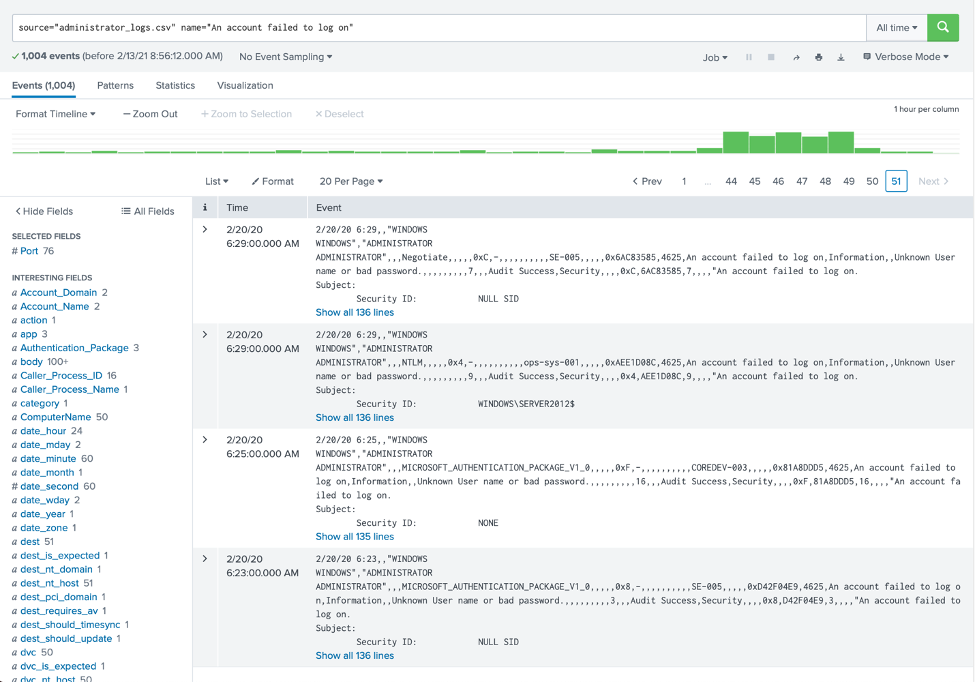 source="administrator_logs.csv" name="An account failed to log on"
All time
1,004 events (before 2/13/21 8:56:12.000 AM)
No Event Sampling
Job
Verbose Mode
Events (1,004)
Patterns
Statistics
Visualization
Format Timeline
— Zoom Out
+ Zoom to Selection
× Deselect
1 hour per column
List
Format
20 Per Page
< Prev
1
...
44
45
46
47
48
49
50
51
Next >
< Hide Fields
All Fields
SELECTED FIELDS
# Port 76
INTERESTING FIELDS
a Account_Domain 2
a Account_Name 2
a action 1
a app 3
a Authentication_Package 3
a body 100+
a Caller_Process_ID 16
a Caller_Process_Name 1
a category 1
a ComputerName 50
# date_hour 24
# date_mday 2
# date_minute 60
a date_month 1
# date_second 60
a date_wday 2
# date_year 1
a date_zone 1
a dest 51
a dest_is_expected 1
a dest_nt_domain 1
a dest_nt_host 51
a dest_pci_domain 1
a dest_requires_av 1
a dest_should_timesync 1
a dest_should_update 1
a dvc 50
a dvc_is_expected 1
a dvc_nt_host 50
i
Time
Event
2/20/20
6:29:00.000 AM
2/20/20 6:29,,"WINDOWS
WINDOWS","ADMINISTRATOR
ADMINISTRATOR",,,Negotiate,,,,,0xC,-,,,,,,,,,SE-005,,,,,0x6AC83585,4625,An account failed to log on,Information,,Unknown User
name or bad password.,,,,,,,,,7,,,Audit Success,Security,,,,0xC,6AC83585,7,,,,"An account failed to log on.
Subject:
Security ID: NULL SID
Show all 136 lines
2/20/20
6:29:00.000 AM
2/20/20 6:29,,"WINDOWS
WINDOWS","ADMINISTRATOR
ADMINISTRATOR",,,NTLM,,,,,0x4,-,,,,,,,,,ops-sys-001,,,,,0xAEE1D08C,4625,An account failed to log on,Information,,Unknown User
name or bad password.,,,,,,,,,9,,,Audit Success,Security,,,,0x4,AEE1D08C,9,,,,"An account failed to log on.
Subject:
Security ID: WINDOWS\SERVER2012$
Show all 136 lines
2/20/20
6:25:00.000 AM
2/20/20 6:25,,"WINDOWS
WINDOWS","ADMINISTRATOR
ADMINISTRATOR",,,MICROSOFT_AUTHENTICATION_PACKAGE_V1_0,,,,,0xF,-,,,,,,,,,COREDEV-003,,,,,0x81A8DDD5,4625,An account failed to
log on,Information,,Unknown User name or bad password.,,,,,,,,,16,,,Audit Success,Security,,,,0xF,81A8DDD5,16,,,,"An account fa
iled to log on.
Subject:
Security ID: NONE
Show all 135 lines
2/20/20
6:23:00.000 AM
2/20/20 6:23,,"WINDOWS
WINDOWS","ADMINISTRATOR
ADMINISTRATOR",,,MICROSOFT_AUTHENTICATION_PACKAGE_V1_0,,,,,0x8,-,,,,,,,,,SE-005,,,,,0xD42F04E9,4625,An account failed to log o
n,Information,,Unknown User name or bad password.,,,,,,,,,3,,,Audit Success,Security,,,,0x8,D42F04E9,3,,,,"An account failed to
log on.
Subject:
Security ID: NULL SID
Show all 136 lines